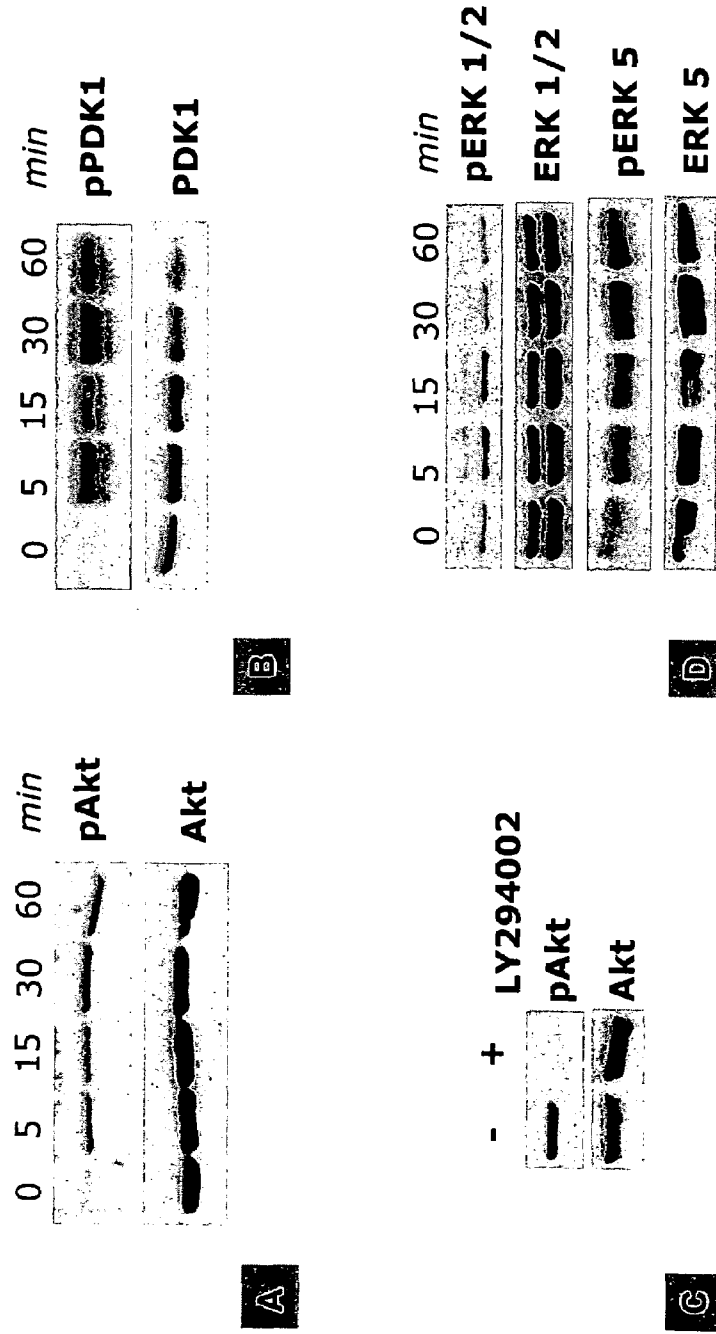 A
0 5 15 30 60 min
pAkt
Akt
B
0 5 15 30 60 min
pPDK1
PDK1
C
- + LY294002
pAkt
Akt
D
0 5 15 30 60 min
pERK 1/2
ERK 1/2
pERK 5
ERK 5